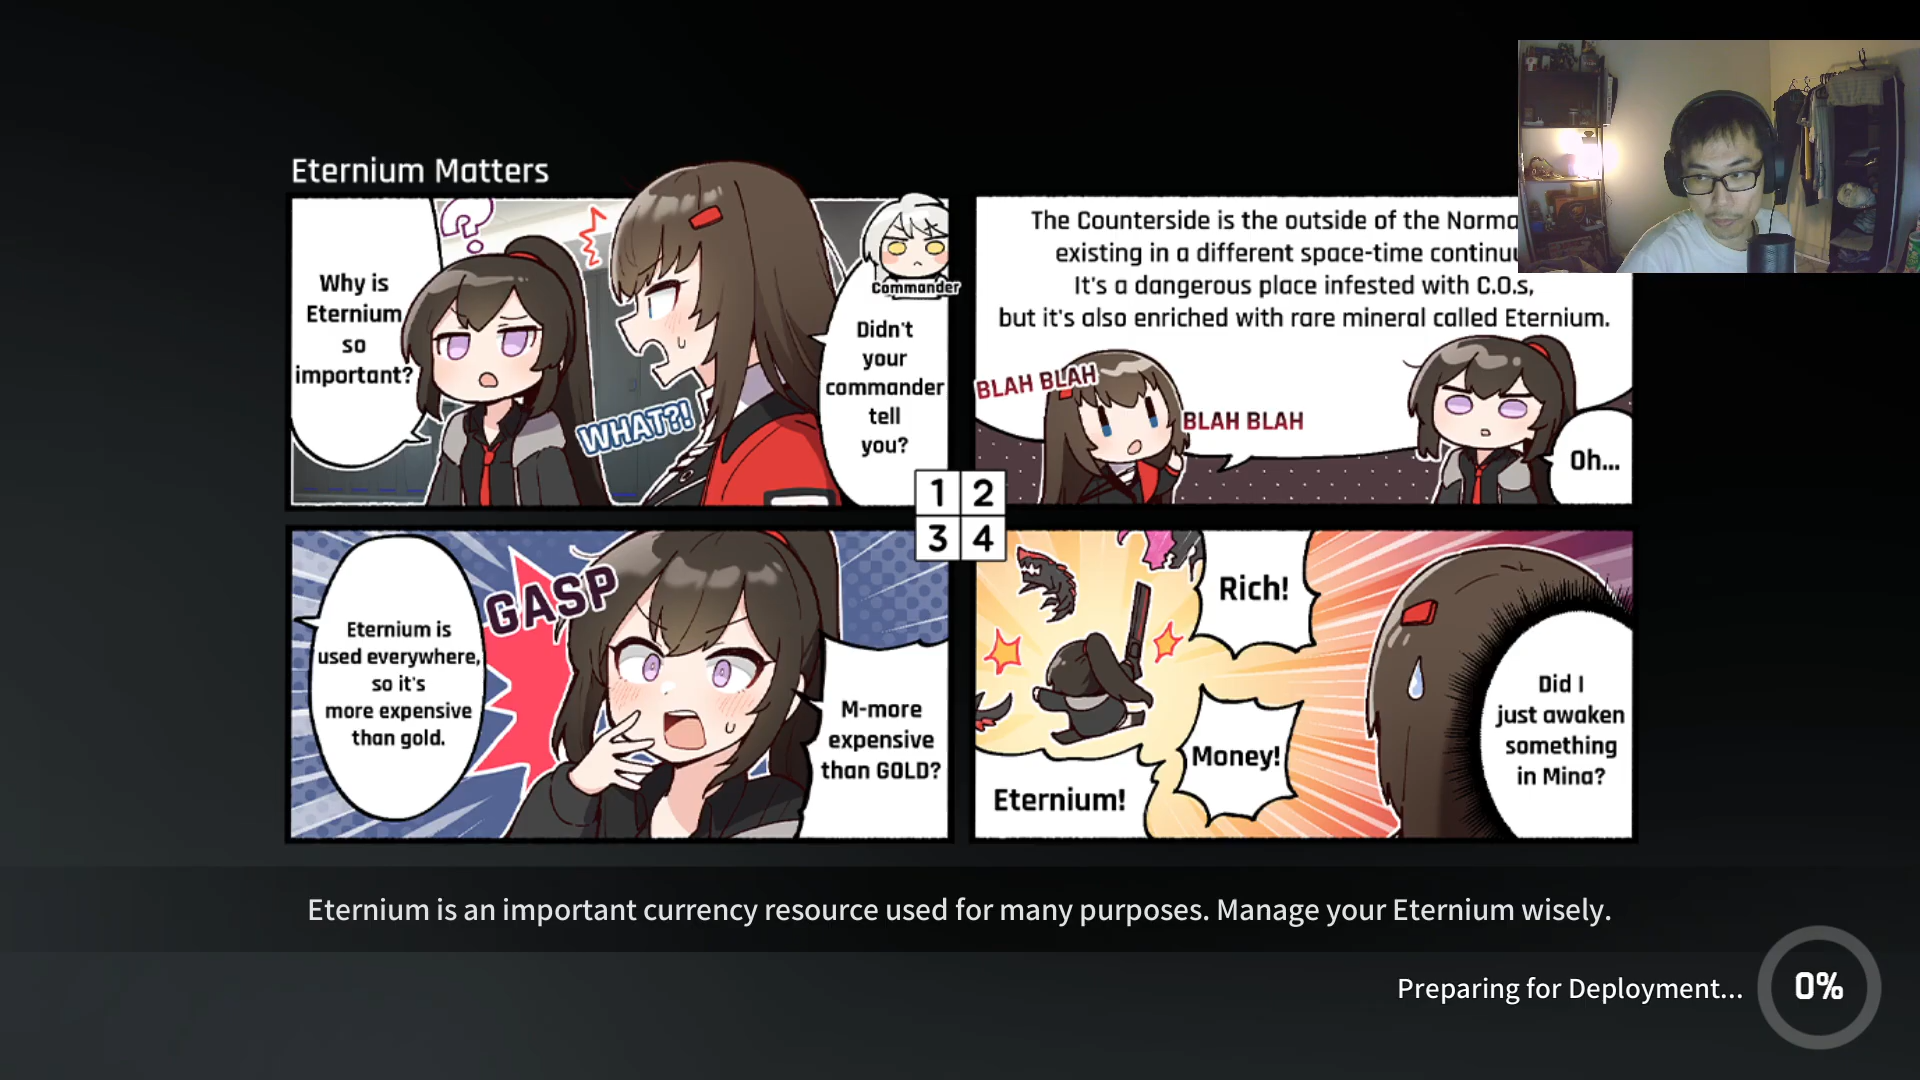 Eternium Matters
Why is
Eternium
so
important?
WHAT?!
Commander
Didn't
your
commander
tell
you?
The Counterside is the outside of the
existing in a different space-time
It's a dangerous place infested with C.O.s,
but it's also enriched with rare mineral called Eternium.
BLAH BLAH
BLAH BLAH
Oh...
1 2
3 4
Eternium is
used everywhere,
so it's
more expensive
than gold.
GASP
M-more
expensive
than GOLD?
Rich!
Money!
Eternium!
Did I
just awaken
something
in Mina?
Eternium is an important currency resource used for many purposes. Manage your Eternium wisely.
Preparing for Deployment...
0%